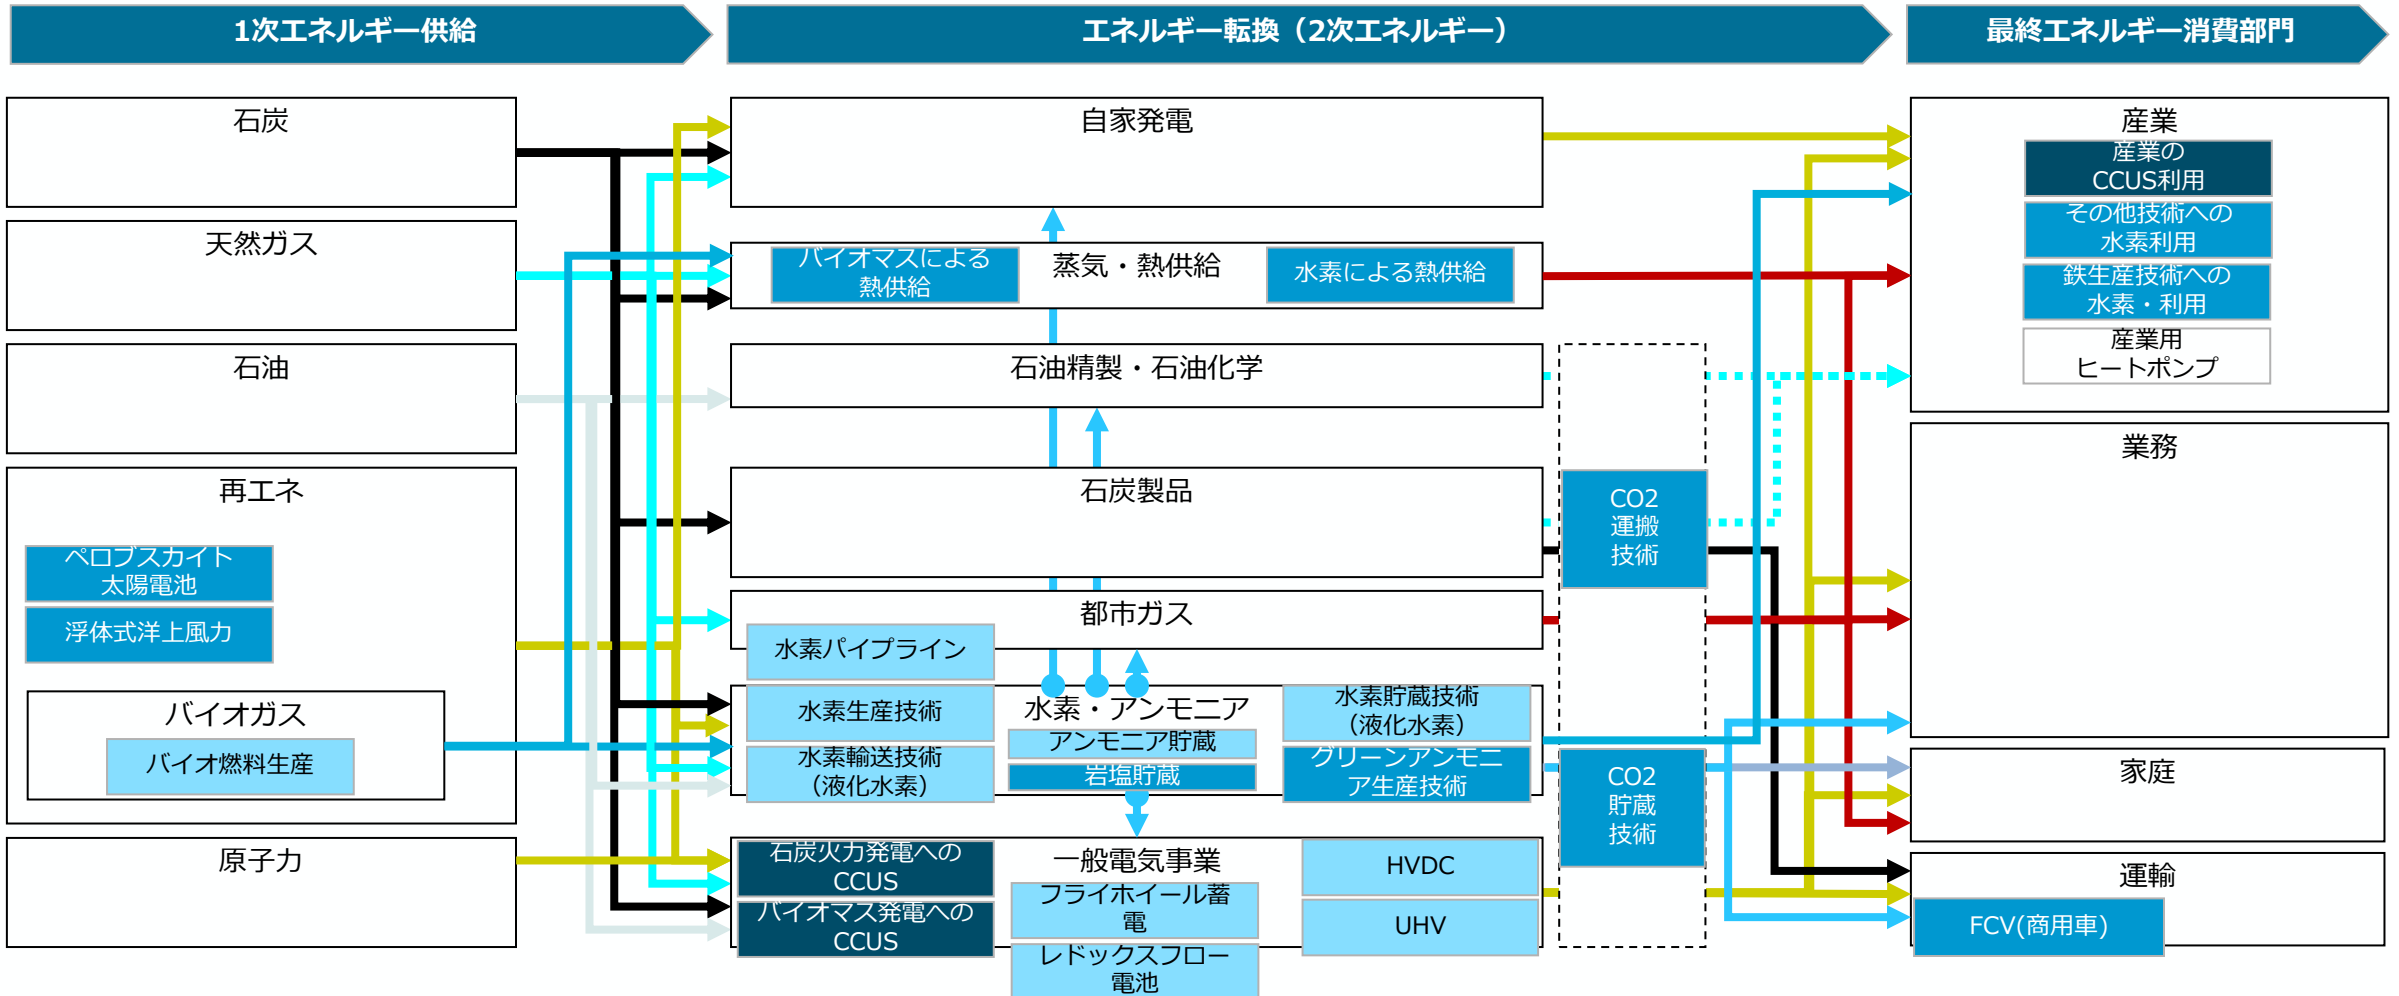 1次エネルギー供給
エネルギー転換（2次エネルギー）
最終エネルギー消費部門
石炭
天然ガス
石油
再エネ
ペロブスカイト
太陽電池
浮体式洋上風力
バイオガス
バイオ燃料生産
原子力
自家発電
バイオマスによる
熱供給
蒸気・熱供給
水素による熱供給
石油精製・石油化学
石炭製品
都市ガス
水素パイプライン
水素生産技術
水素輸送技術
（液化水素）
水素・アンモニア
アンモニア貯蔵
岩塩貯蔵
水素貯蔵技術
（液化水素）
グリーンアンモニ
ア生産技術
石炭火力発電への
CCUS
バイオマス発電への
CCUS
一般電気事業
フライホイール蓄
電
レドックスフロー
電池
HVDC
UHV
CO2
運搬
技術
CO2
貯蔵
技術
産業
産業の
CCUS利用
その他技術への
水素利用
鉄生産技術への
水素・利用
産業用
ヒートポンプ
業務
家庭
運輸
FCV(商用車)